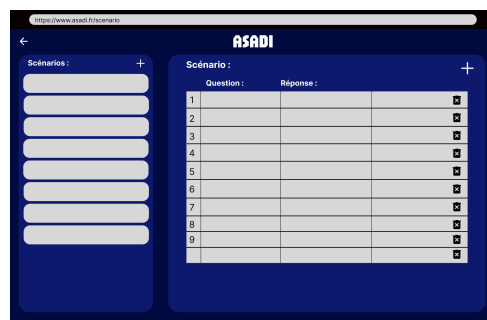 https://www.asadi.fr/scenario
ASADI
Scénarios :
Scénario :
Question : Réponse :
1
2
3
4
5
6
7
8
9